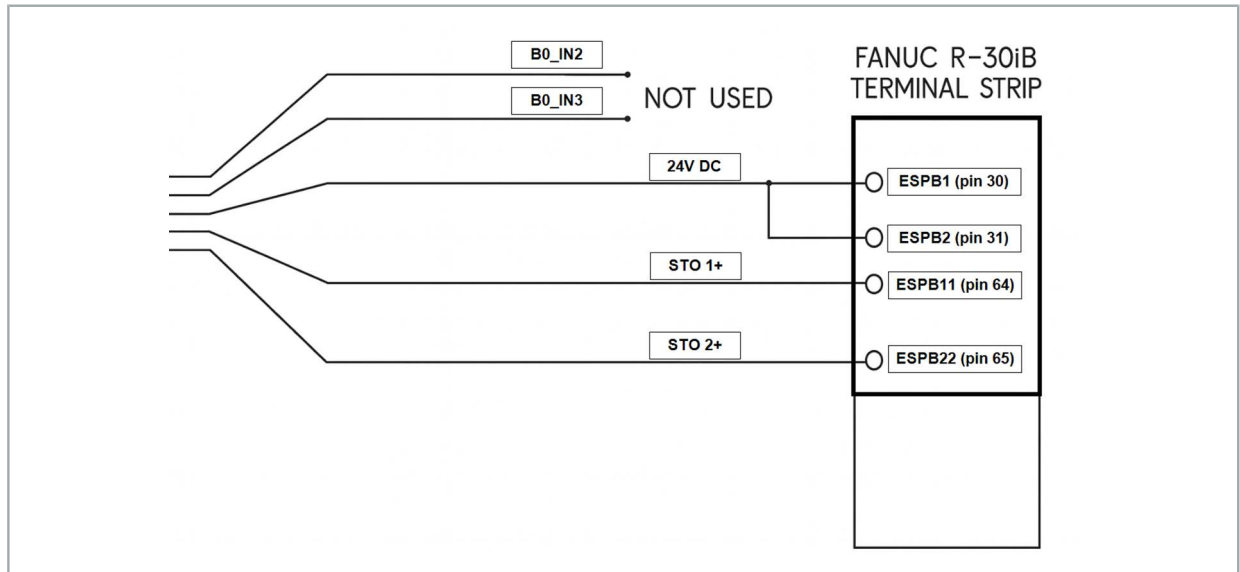 B0_IN2
B0_IN3
NOT USED
FANUC R-30iB
TERMINAL STRIP
24V DC
ESPB1 (pin 30)
ESPB2 (pin 31)
STO 1+
ESPB11 (pin 64)
STO 2+
ESPB22 (pin 65)